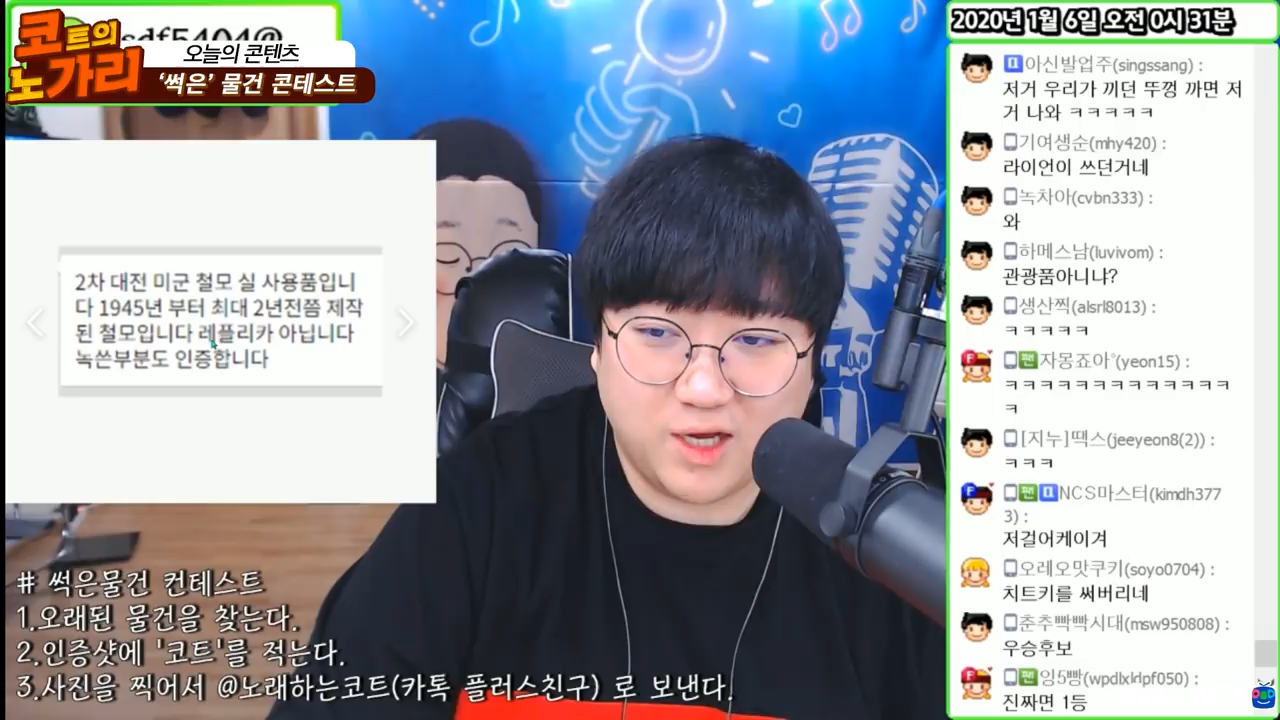 코트의
노가리
sdf5404@
오늘의 콘텐츠
‘썩은’ 물건 콘테스트
2차 대전 미군 철모 실 사용품입니
다 1945년 부터 최대 2년전쯤 제작
된 철모입니다 레플리카 아닙니다
녹쓴부분도 인증합니다
# 썩은물건 컨테스트
1.오래된 물건을 찾는다.
2.인증샷에 '코트'를 적는다.
3.사진을 찍어서 @노래하는코트(카톡 플러스친구) 로 보낸다.
2020년 1월 6일 오전 0시 31분
아신발업주(singssang) :
저거 우리가 끼던 뚜껑 까면 저
거 나와 ㅋㅋㅋㅋㅋ
기여생순(mhy420) :
라이언이 쓰던거네
녹차아(cvbn333) :
와
하메스남(luvivom) :
관광품아니냐?
생산찍(alsrl8013) :
ㅋㅋㅋㅋㅋ
F 팬 자몽죠아˚(yeon15) :
ㅋㅋㅋㅋㅋㅋㅋㅋㅋㅋㅋㅋㅋ
ㅋ
[지누]땍스(jeeyeon8(2)) :
ㅋㅋㅋ
F 팬 NCS마스터(kimdh377
3) :
저걸어케이겨
오레오맛쿠키(soyo0704) :
치트키를 써버리네
춘추빡빡시대(msw950808) :
우승후보
F 팬 잉5빵(wpdlxldpf050) :
진짜면 1등